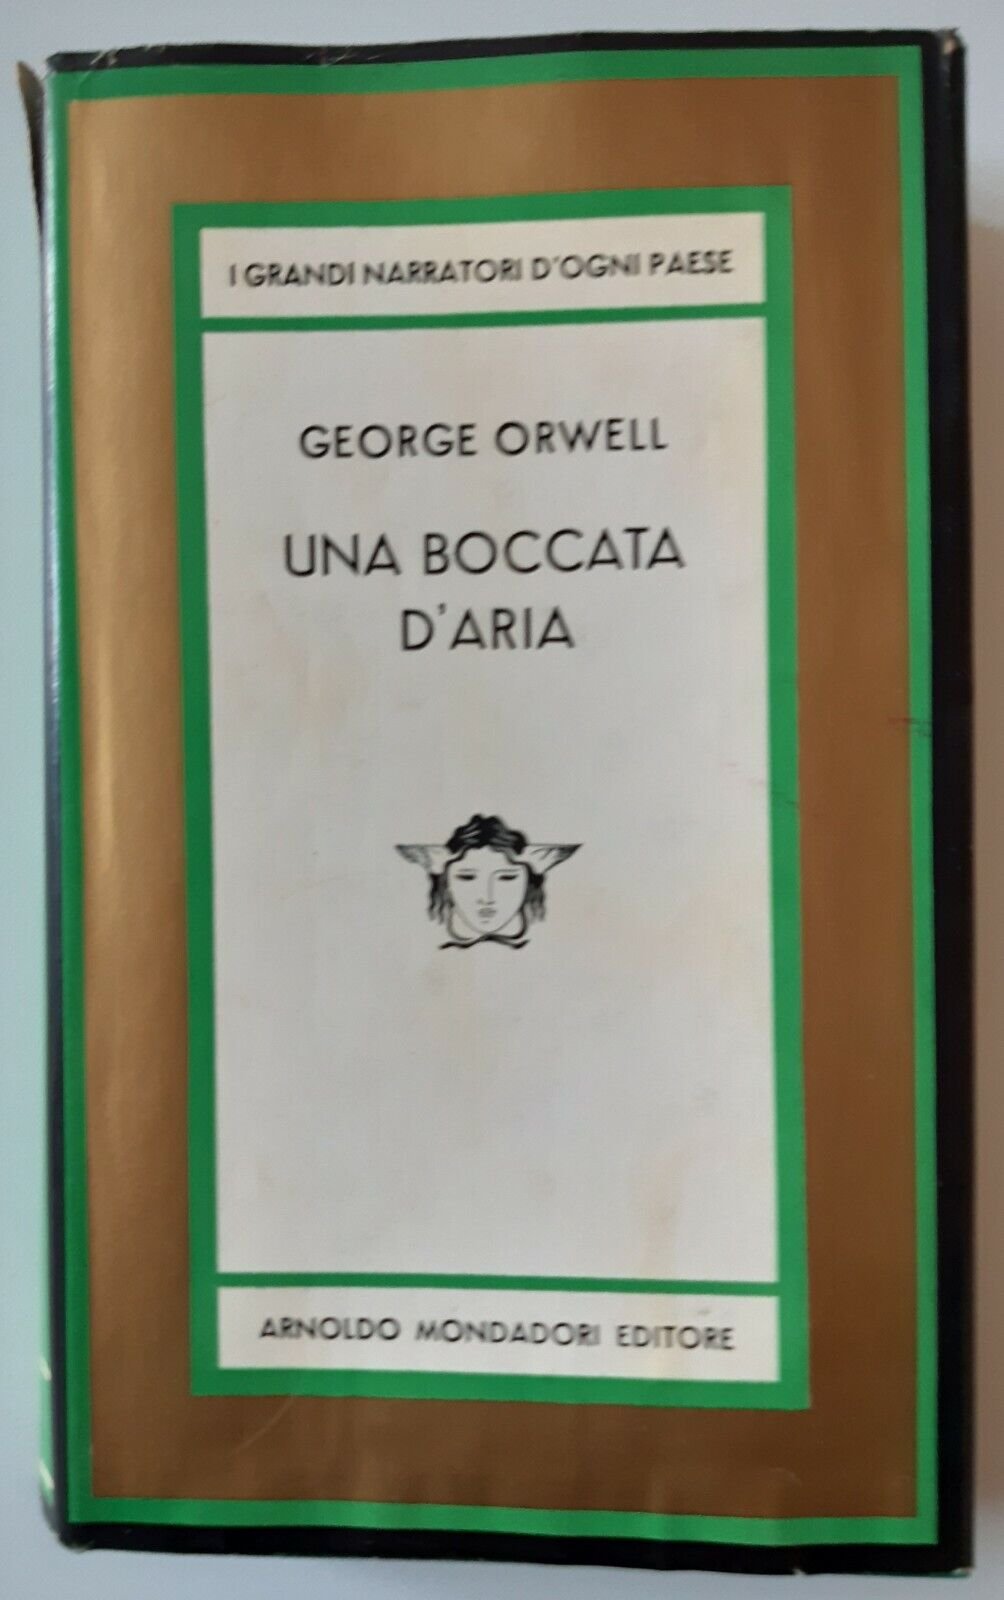 I GRANDI NARRATORI D'OGNI PAESE
GEORGE ORWELL
UNA BOCCATA
D'ARIA
ARNOLDO MONDADORI EDITORE